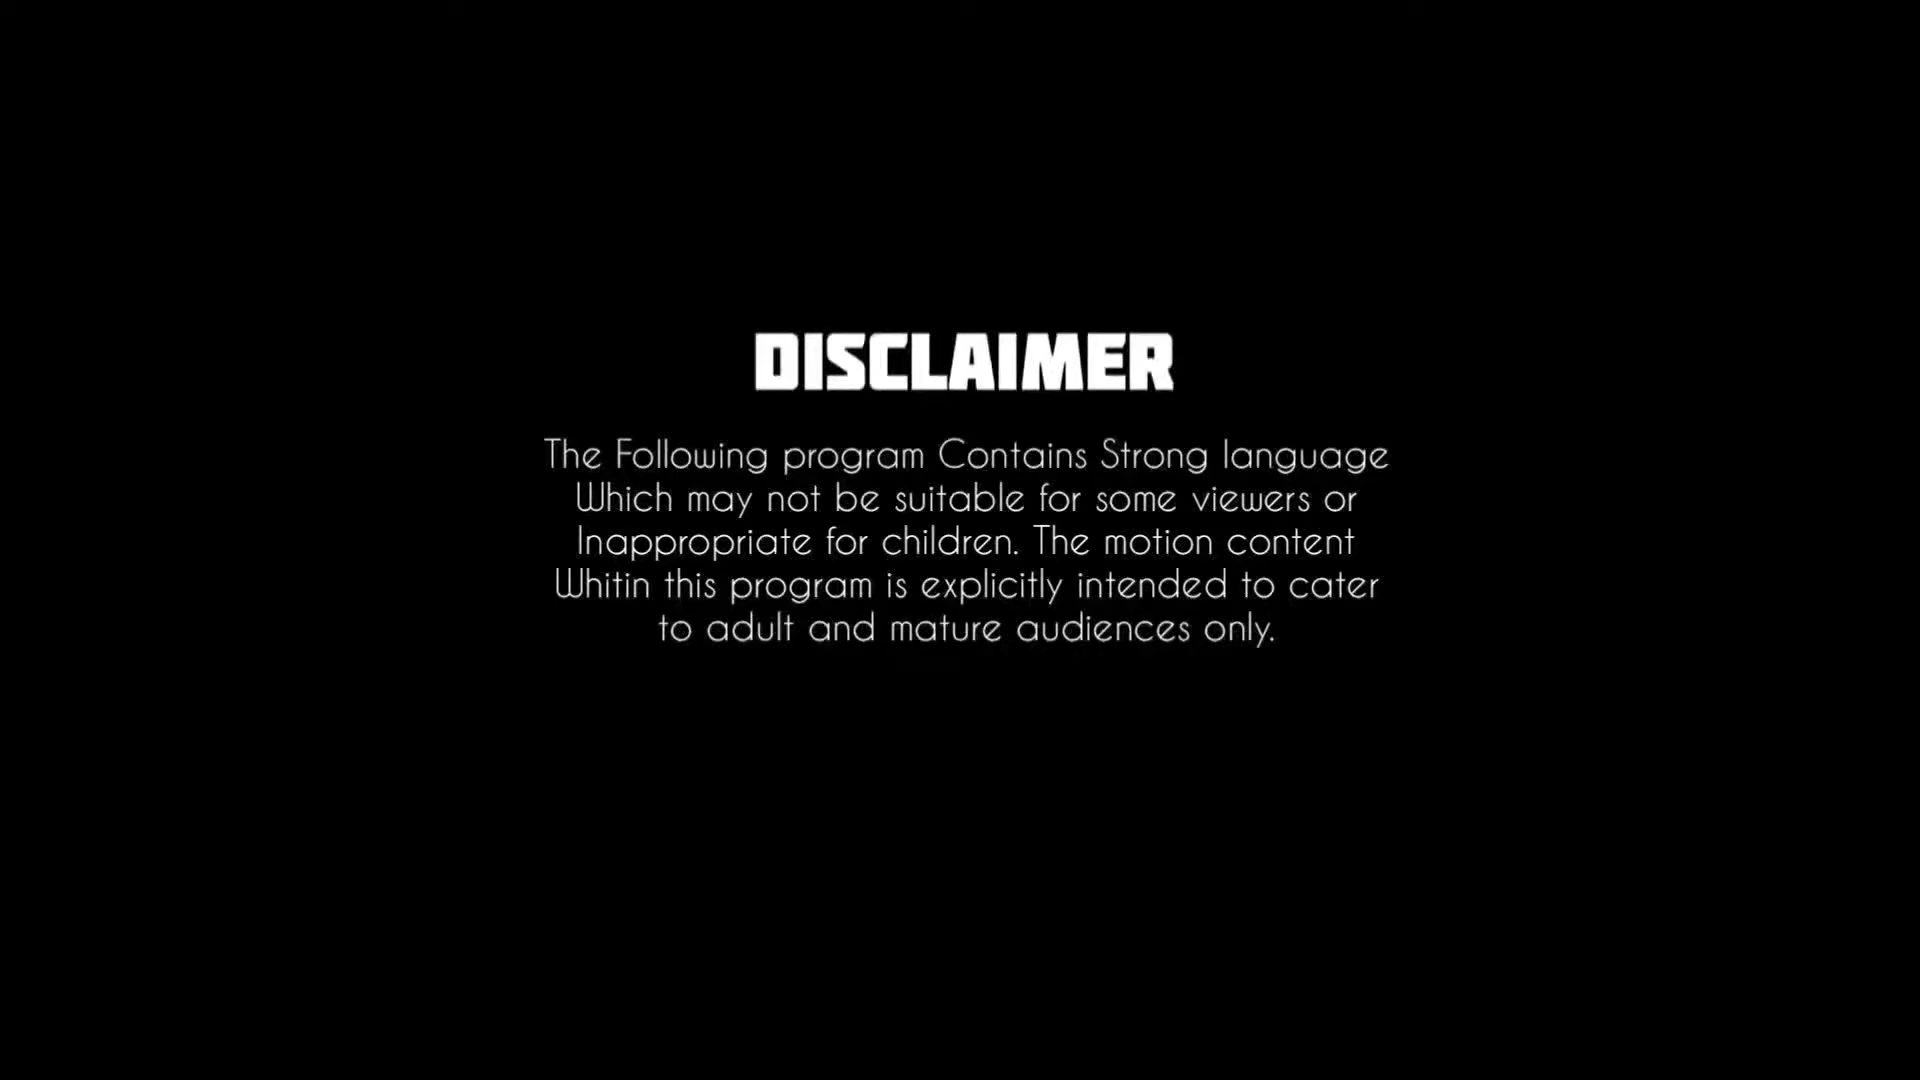 DISCLAIMER
The Following program Contains Strong language
Which may not be suitable for some viewers or
Inappropriate for children. The motion content
Whitin this program is explicitly intended to cater
to adult and mature audiences only.